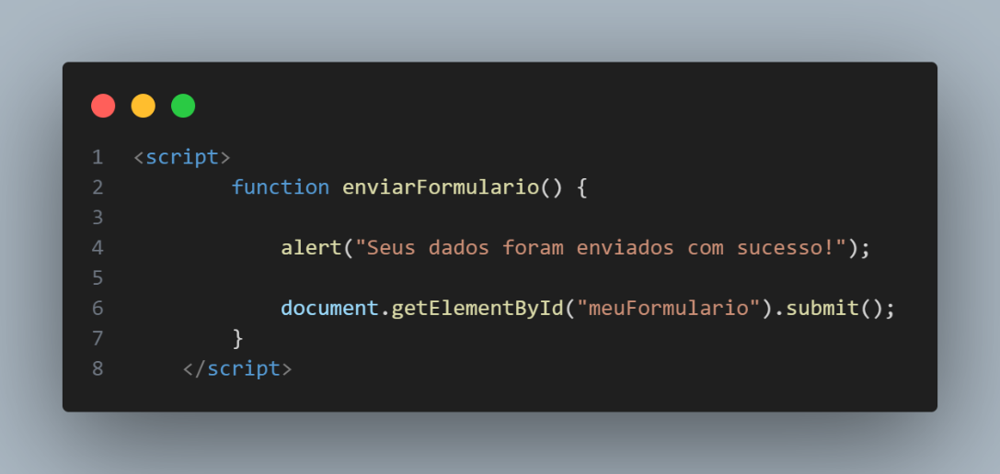 1 <script>
2 function enviarFormulario() {
3
4 alert("Seus dados foram enviados com sucesso!");
5
6 document.getElementById("meuFormulario").submit();
7 }
8 </script>